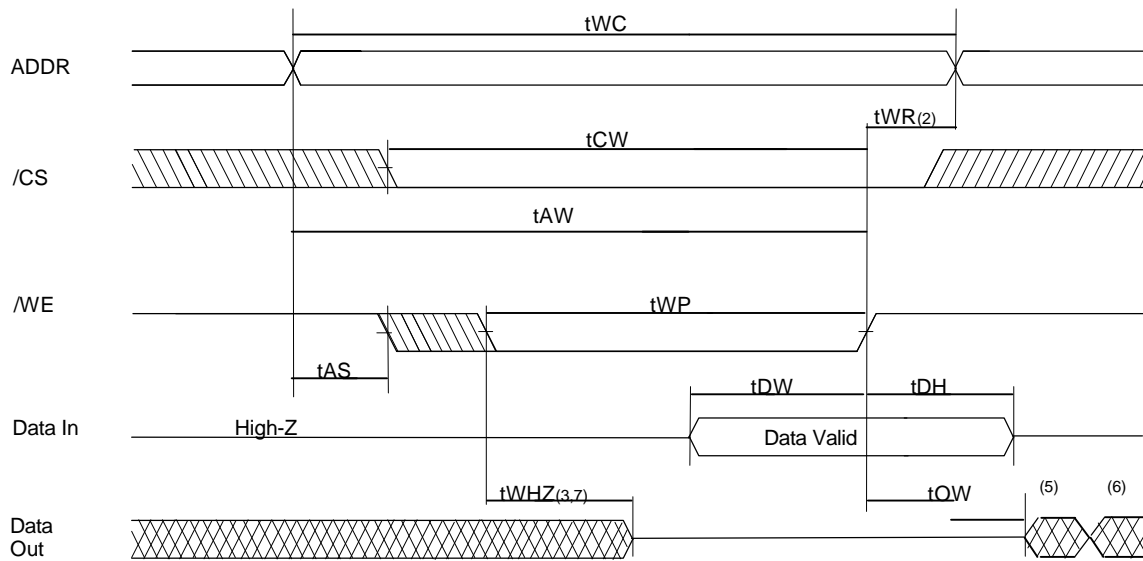 tWC
ADDR
tWR(2)
tCW
/CS
tAW
/WE
tWP
tAS
tDW
tDH
Data In
High-Z
Data Valid
tWHZ(3,7)
tOW
(5)
(6)
Data
Out